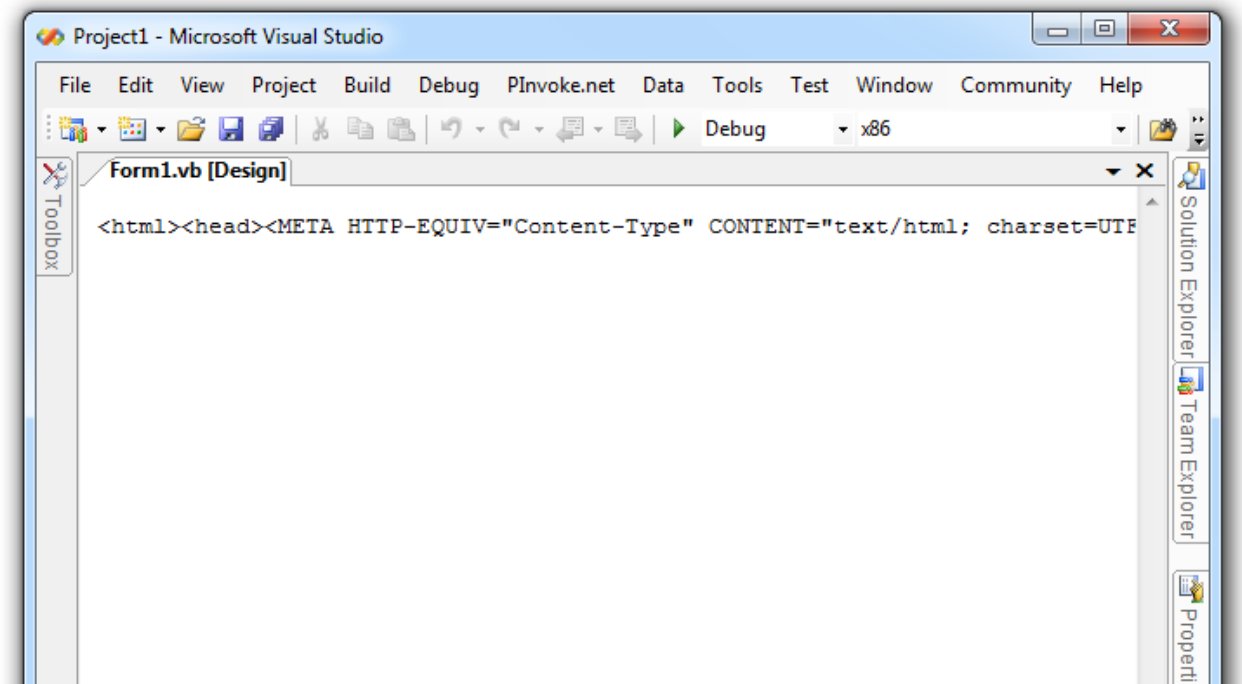 Project1 - Microsoft Visual Studio
File Edit View Project Build Debug PInvoke.net Data Tools Test Window Community Help
Debug x86
Toolbox
Form1.vb [Design]
<html><head><META HTTP-EQUIV="Content-Type" CONTENT="text/html; charset=UTF
Solution Explorer
Team Explorer
Properti